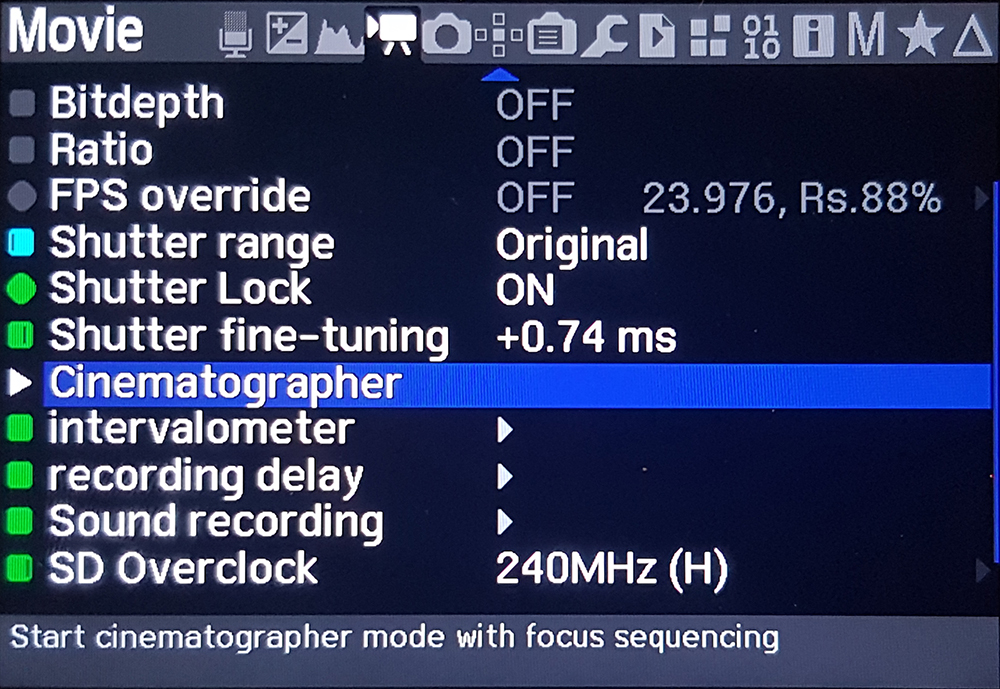 Movie
01
10
i
M
Bitdepth OFF
Ratio OFF
FPS override OFF 23.976, Rs.88%
Shutter range Original
Shutter Lock ON
Shutter fine-tuning +0.74 ms
Cinematographer
intervalometer
recording delay
Sound recording
SD Overclock 240MHz (H)
Start cinematographer mode with focus sequencing